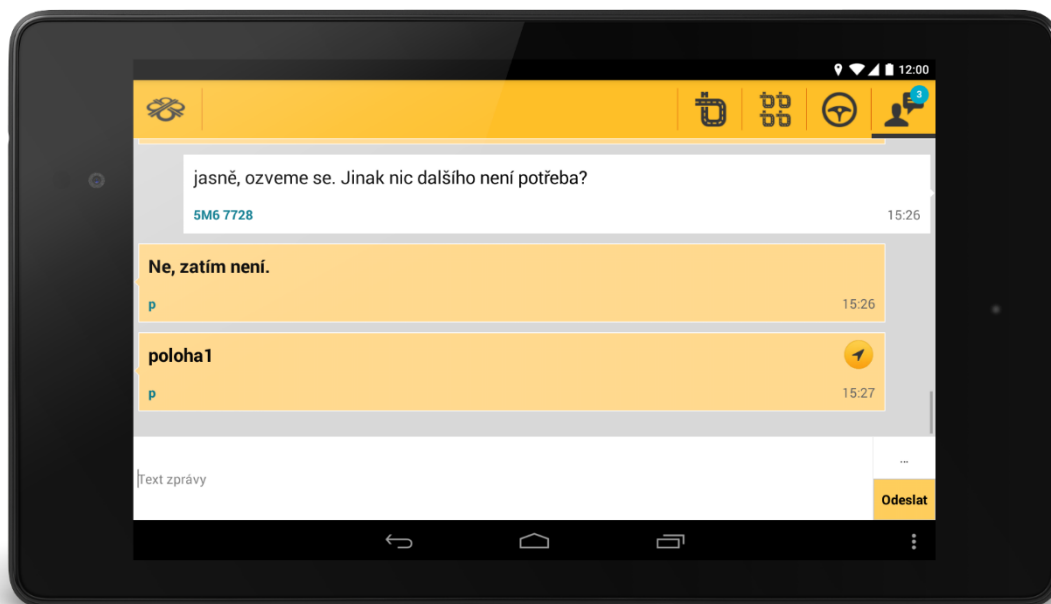 12:00
3
jasně, ozveme se. Jinak nic dalšího není potřeba?
5M6 7728 15:26
Ne, zatím není.
p 15:26
poloha1
p 15:27
...
Text zprávy
Odeslat